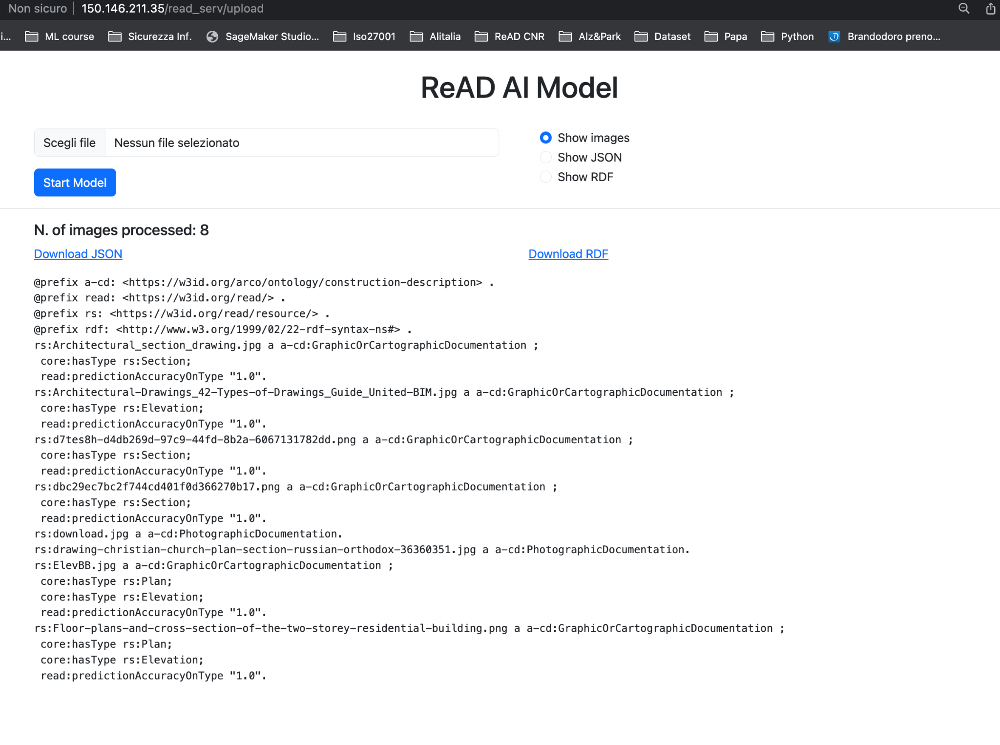 Non sicuro | 150.146.211.35/read_serv/upload
i... ML course Sicurezza Inf. SageMaker Studio... Iso27001 Alitalia ReAD CNR Alz&Park Dataset Papa Python Brandodoro preno...
ReAD AI Model
Scegli file Nessun file selezionato
Show images
Show JSON
Show RDF
Start Model
N. of images processed: 8
Download JSON Download RDF
@prefix a-cd: <https://w3id.org/arco/ontology/construction-description> .
@prefix read: <https://w3id.org/read/> .
@prefix rs: <https://w3id.org/read/resource/> .
@prefix rdf: <http://www.w3.org/1999/02/22-rdf-syntax-ns#> .
rs:Architectural_section_drawing.jpg a a-cd:GraphicOrCartographicDocumentation ;
core:hasType rs:Section;
read:predictionAccuracyOnType "1.0".
rs:Architectural-Drawings_42-Types-of-Drawings_Guide_United-BIM.jpg a a-cd:GraphicOrCartographicDocumentation ;
core:hasType rs:Elevation;
read:predictionAccuracyOnType "1.0".
rs:d7tes8h-d4db269d-97c9-44fd-8b2a-6067131782dd.png a a-cd:GraphicOrCartographicDocumentation ;
core:hasType rs:Section;
read:predictionAccuracyOnType "1.0".
rs:dbc29ec7bc2f744cd401f0d366270b17.png a a-cd:GraphicOrCartographicDocumentation ;
core:hasType rs:Section;
read:predictionAccuracyOnType "1.0".
rs:download.jpg a a-cd:PhotographicDocumentation.
rs:drawing-christian-church-plan-section-russian-orthodox-36360351.jpg a a-cd:PhotographicDocumentation.
rs:ElevBB.jpg a a-cd:GraphicOrCartographicDocumentation ;
core:hasType rs:Plan;
core:hasType rs:Elevation;
read:predictionAccuracyOnType "1.0".
rs:Floor-plans-and-cross-section-of-the-two-storey-residential-building.png a a-cd:GraphicOrCartographicDocumentation ;
core:hasType rs:Plan;
core:hasType rs:Elevation;
read:predictionAccuracyOnType "1.0".